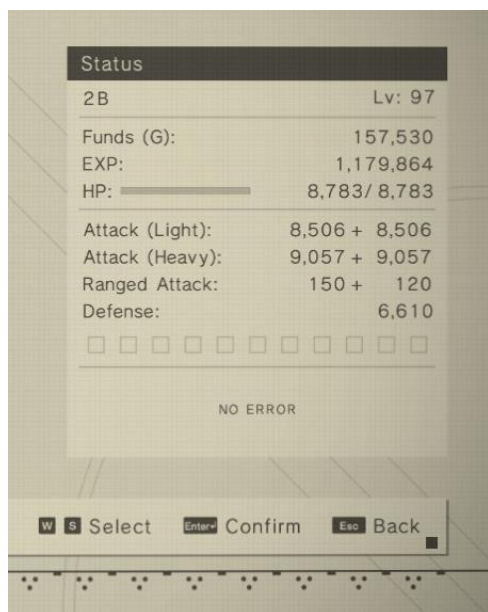 Status
2B Lv: 97
Funds (G): 157,530
EXP: 1,179,864
HP: 8,783/ 8,783
Attack (Light): 8,506 + 8,506
Attack (Heavy): 9,057 + 9,057
Ranged Attack: 150 + 120
Defense: 6,610
NO ERROR
W S Select Enter↵ Confirm Esc Back